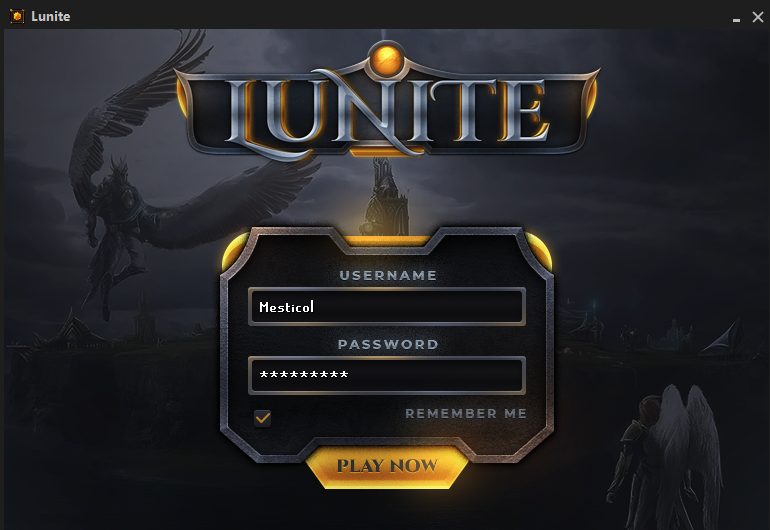 Lunite
LUNITE
USERNAME
Mesticol
PASSWORD
*********
REMEMBER ME
PLAY NOW